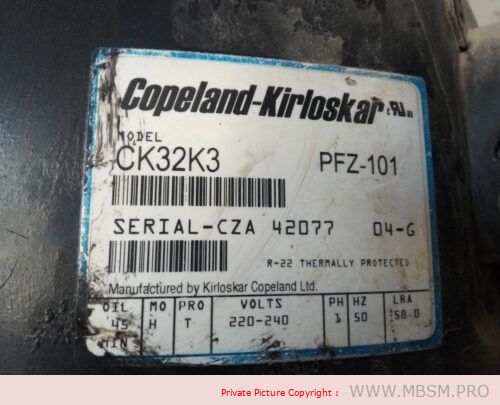 Copeland-Kirloskar
MODEL
CK32K3 PFZ-101
SERIAL-CZA 42077 04-G
R-22 THERMALLY PROTECTED
Manufactured by Kirloskar Copeland Ltd.
OIL MO PRO VOLTS PH HZ LRA
45 H T 220-240 1 50 58.0
MIN
Private Picture Copyright : WWW.MBSM.PRO